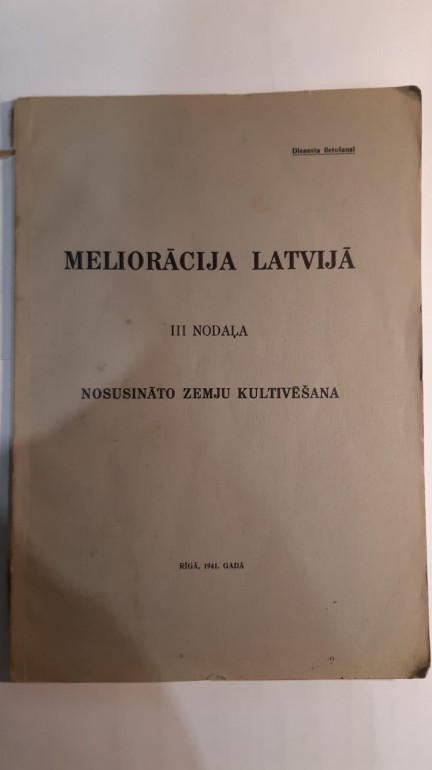 Dienesta lietošanai
MELIORĀCIJA LATVIJĀ
III NODAĻA
NOSUSINĀTO ZEMJU KULTIVĒŠANA
RĪGĀ, 1941. GADĀ